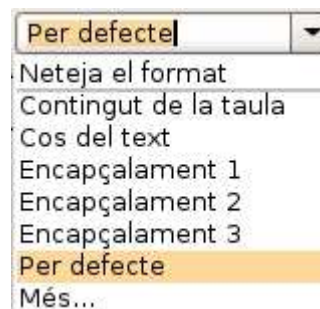 Per defecte
Neteja el format
Contingut de la taula
Cos del text
Encapçalament 1
Encapçalament 2
Encapçalament 3
Per defecte
Més...